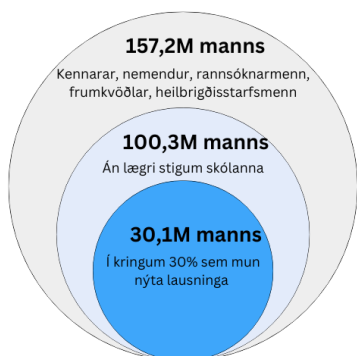 157,2M manns
Kennarar, nemendur, rannsóknarmenn,
frumkvöðlar, heilbrigðisstarfsmenn
100,3M manns
Án lægri stigum skólanna
30,1M manns
Í kringum 30% sem mun
nýta lausninga